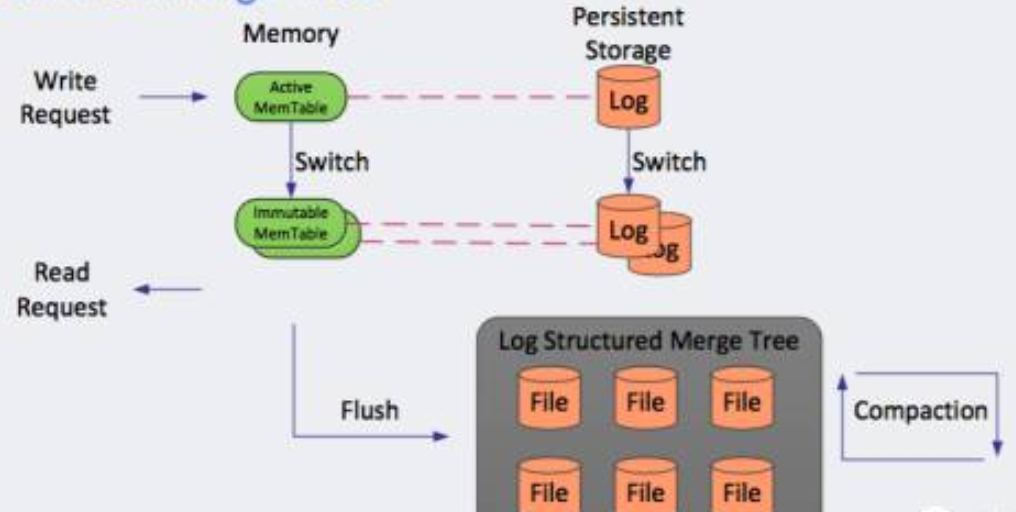 Memory
Persistent
Storage
Write
Request
Active
MemTable
Log
Switch
Switch
Immutable
MemTable
Log
og
Read
Request
Log Structured Merge Tree
File File File
Flush
Compaction
File File File